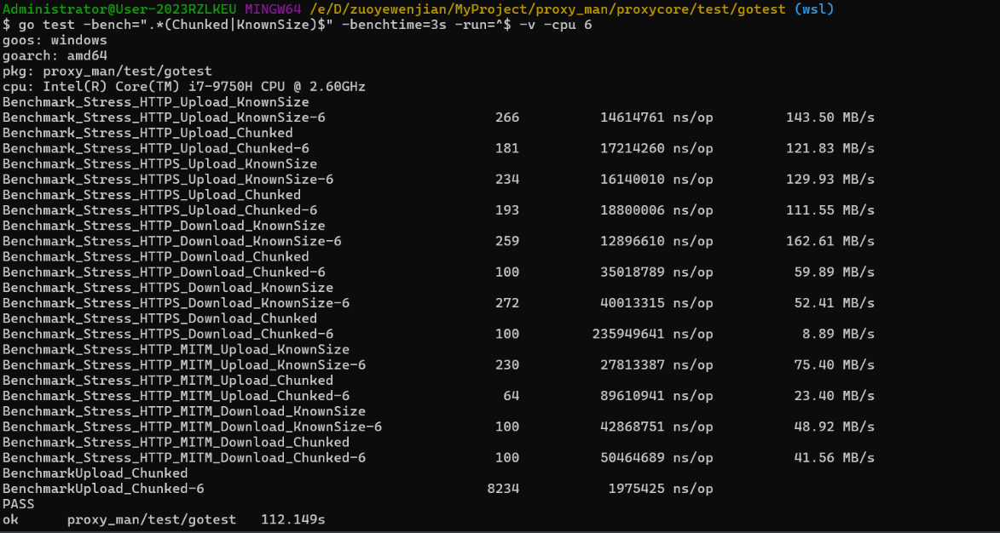 Administrator@User-2023RZLKEU MINGW64 /e/D/zuoyewenjian/MyProject/proxy_man/proxycore/test/gotest (wsl)
$ go test -bench=".*(Chunked|KnownSize)$" -benchtime=3s -run=^$ -v -cpu 6
goos: windows
goarch: amd64
pkg: proxy_man/test/gotest
cpu: Intel(R) Core(TM) i7-9750H CPU @ 2.60GHz
Benchmark_Stress_HTTP_Upload_KnownSize
Benchmark_Stress_HTTP_Upload_KnownSize-6 266 14614761 ns/op 143.50 MB/s
Benchmark_Stress_HTTP_Upload_Chunked
Benchmark_Stress_HTTP_Upload_Chunked-6 181 17214260 ns/op 121.83 MB/s
Benchmark_Stress_HTTPS_Upload_KnownSize
Benchmark_Stress_HTTPS_Upload_KnownSize-6 234 16140010 ns/op 129.93 MB/s
Benchmark_Stress_HTTPS_Upload_Chunked
Benchmark_Stress_HTTPS_Upload_Chunked-6 193 18800006 ns/op 111.55 MB/s
Benchmark_Stress_HTTP_Download_KnownSize
Benchmark_Stress_HTTP_Download_KnownSize-6 259 12896610 ns/op 162.61 MB/s
Benchmark_Stress_HTTP_Download_Chunked
Benchmark_Stress_HTTP_Download_Chunked-6 100 35018789 ns/op 59.89 MB/s
Benchmark_Stress_HTTPS_Download_KnownSize
Benchmark_Stress_HTTPS_Download_KnownSize-6 272 40013315 ns/op 52.41 MB/s
Benchmark_Stress_HTTPS_Download_Chunked
Benchmark_Stress_HTTPS_Download_Chunked-6 100 235949641 ns/op 8.89 MB/s
Benchmark_Stress_HTTP_MITM_Upload_KnownSize
Benchmark_Stress_HTTP_MITM_Upload_KnownSize-6 230 27813387 ns/op 75.40 MB/s
Benchmark_Stress_HTTP_MITM_Upload_Chunked
Benchmark_Stress_HTTP_MITM_Upload_Chunked-6 64 89610941 ns/op 23.40 MB/s
Benchmark_Stress_HTTP_MITM_Download_KnownSize
Benchmark_Stress_HTTP_MITM_Download_KnownSize-6 100 42868751 ns/op 48.92 MB/s
Benchmark_Stress_HTTP_MITM_Download_Chunked
Benchmark_Stress_HTTP_MITM_Download_Chunked-6 100 50464689 ns/op 41.56 MB/s
BenchmarkUpload_Chunked
BenchmarkUpload_Chunked-6 8234 1975425 ns/op
PASS
ok proxy_man/test/gotest 112.149s